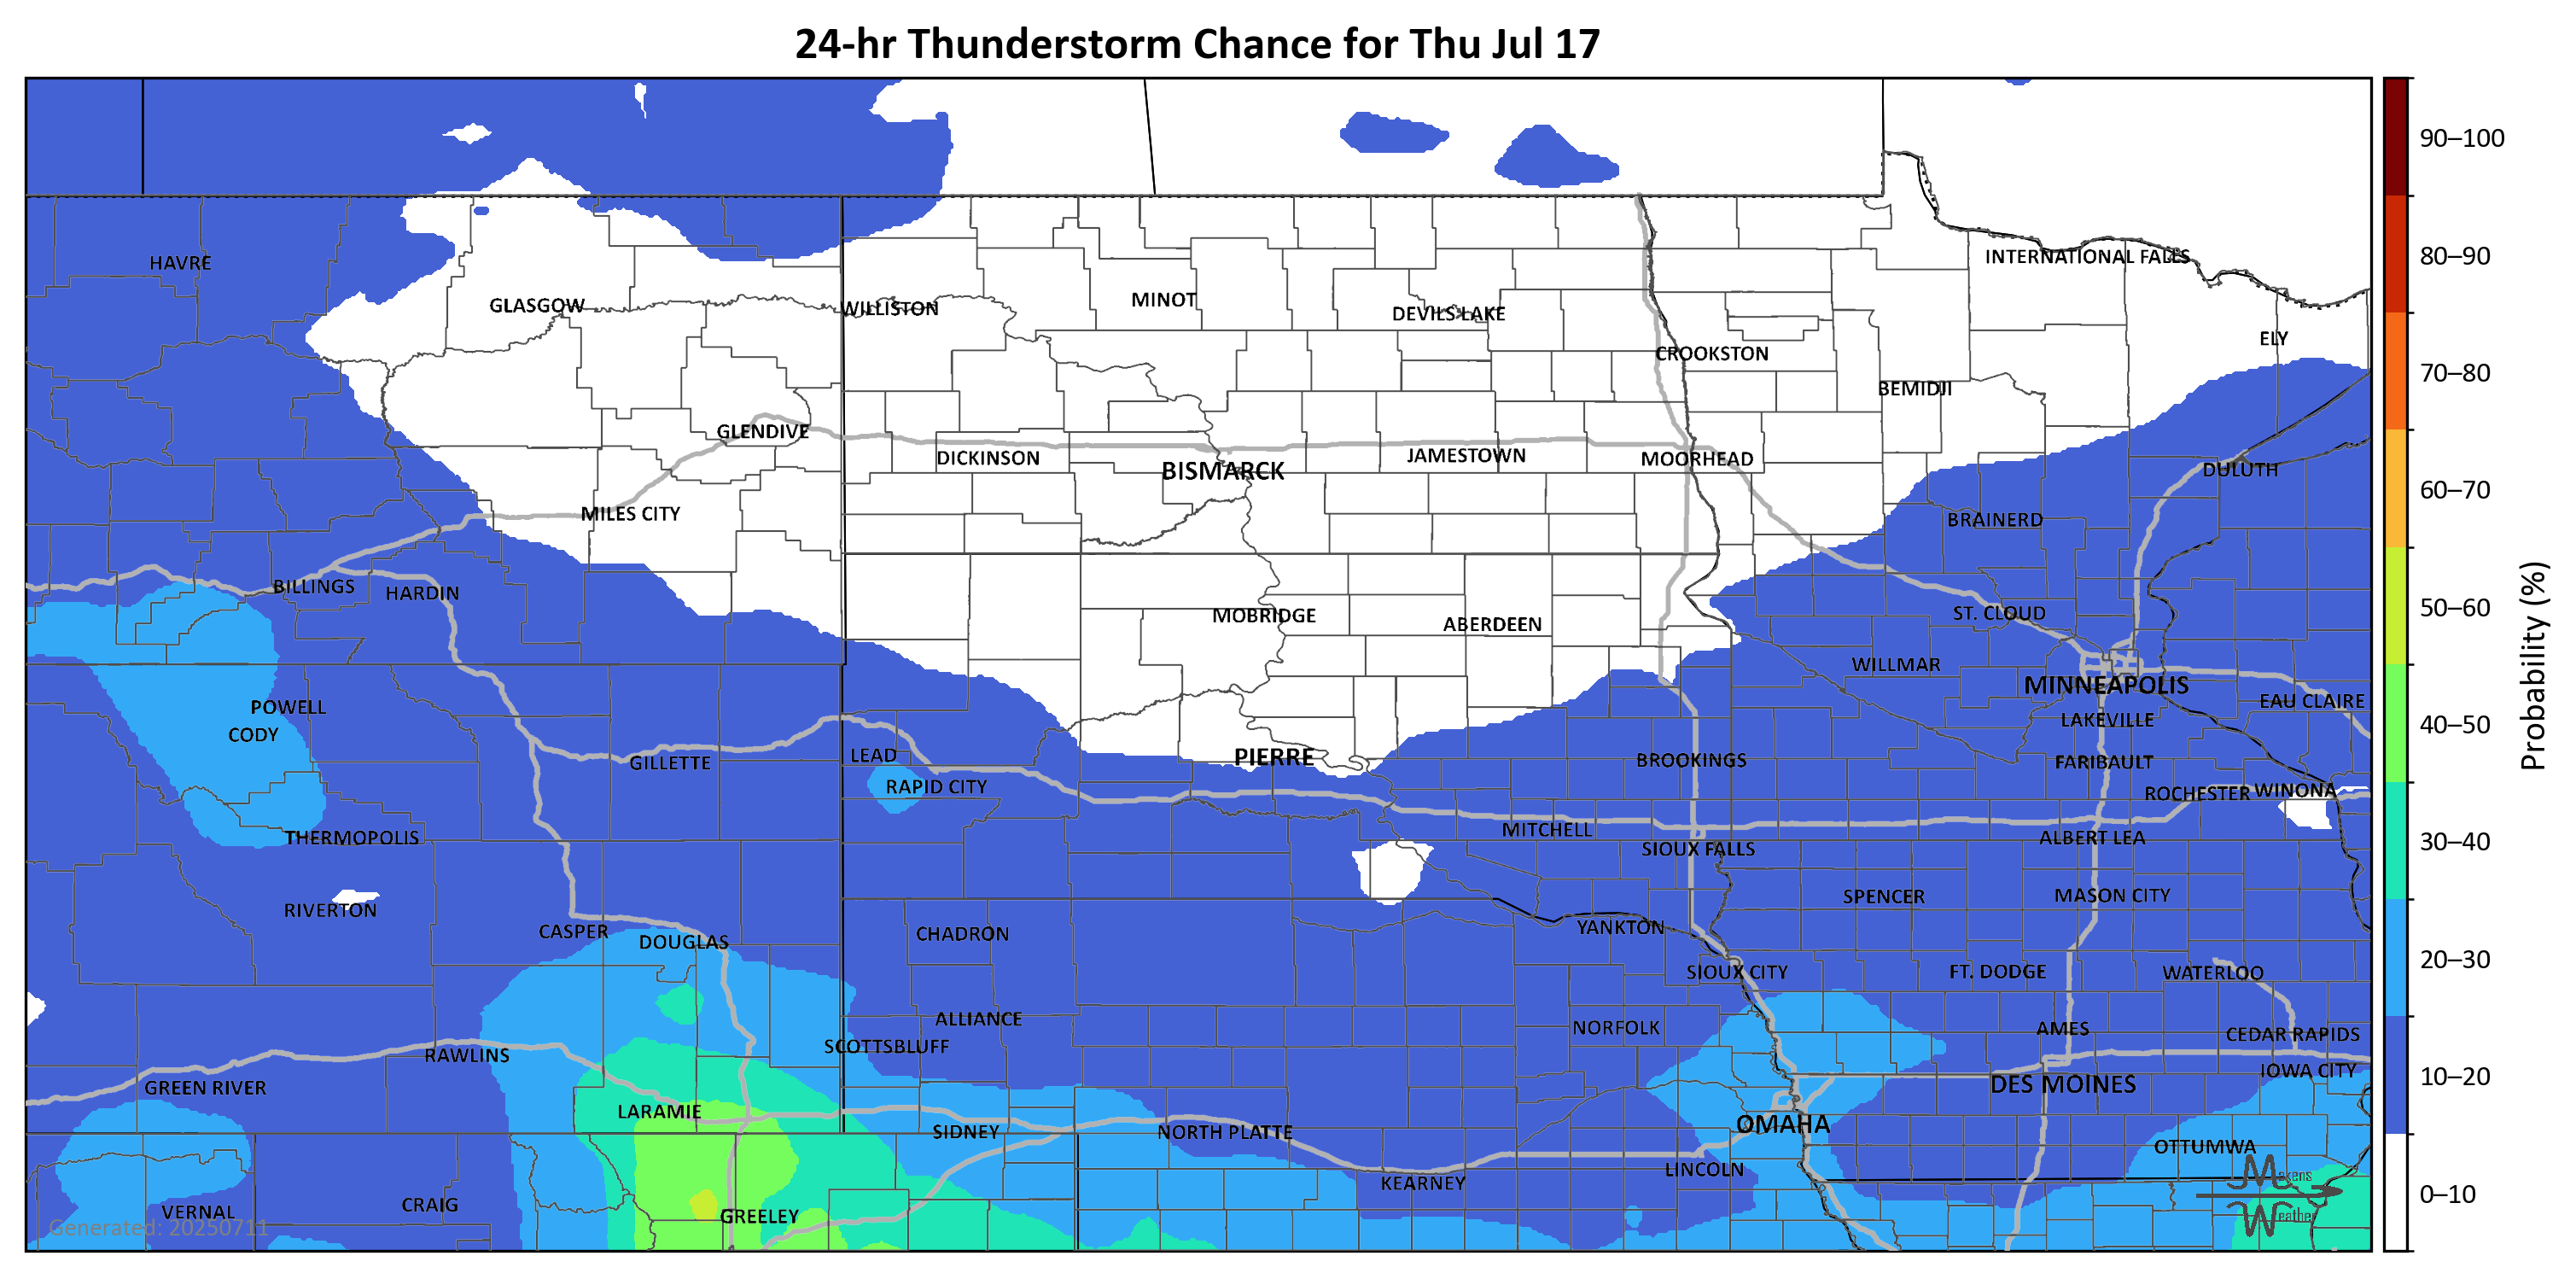 24-hr Thunderstorm Chance for Thu Jul 17
90–100
80–90
70–80
60–70
50–60
40–50
30–40
20–30
10–20
0–10
Probability (%)
HAVRE
INTERNATIONAL FALLS
GLASGOW
WILLISTON
MINOT
DEVILS LAKE
ELY
CROOKSTON
BEMIDJI
GLENDIVE
DICKINSON
BISMARCK
JAMESTOWN
MOORHEAD
DULUTH
MILES CITY
BRAINERD
BILLINGS
HARDIN
MOBRIDGE
ABERDEEN
ST. CLOUD
WILLMAR
MINNEAPOLIS
EAU CLAIRE
POWELL
CODY
LAKEVILLE
GILLETTE
LEAD
PIERRE
BROOKINGS
FARIBAULT
RAPID CITY
ROCHESTER
WINONA
THERMOPOLIS
MITCHELL
ALBERT LEA
SIOUX FALLS
RIVERTON
SPENCER
MASON CITY
CASPER
DOUGLAS
CHADRON
YANKTON
SIOUX CITY
FT. DODGE
WATERLOO
ALLIANCE
NORFOLK
AMES
CEDAR RAPIDS
RAWLINS
SCOTTSBLUFF
GREEN RIVER
DES MOINES
IOWA CITY
LARAMIE
SIDNEY
NORTH PLATTE
OMAHA
OTTUMWA
LINCOLN
KEARNEY
VERNAL
CRAIG
GREELEY
Makens
Weather
Generated: 20250711